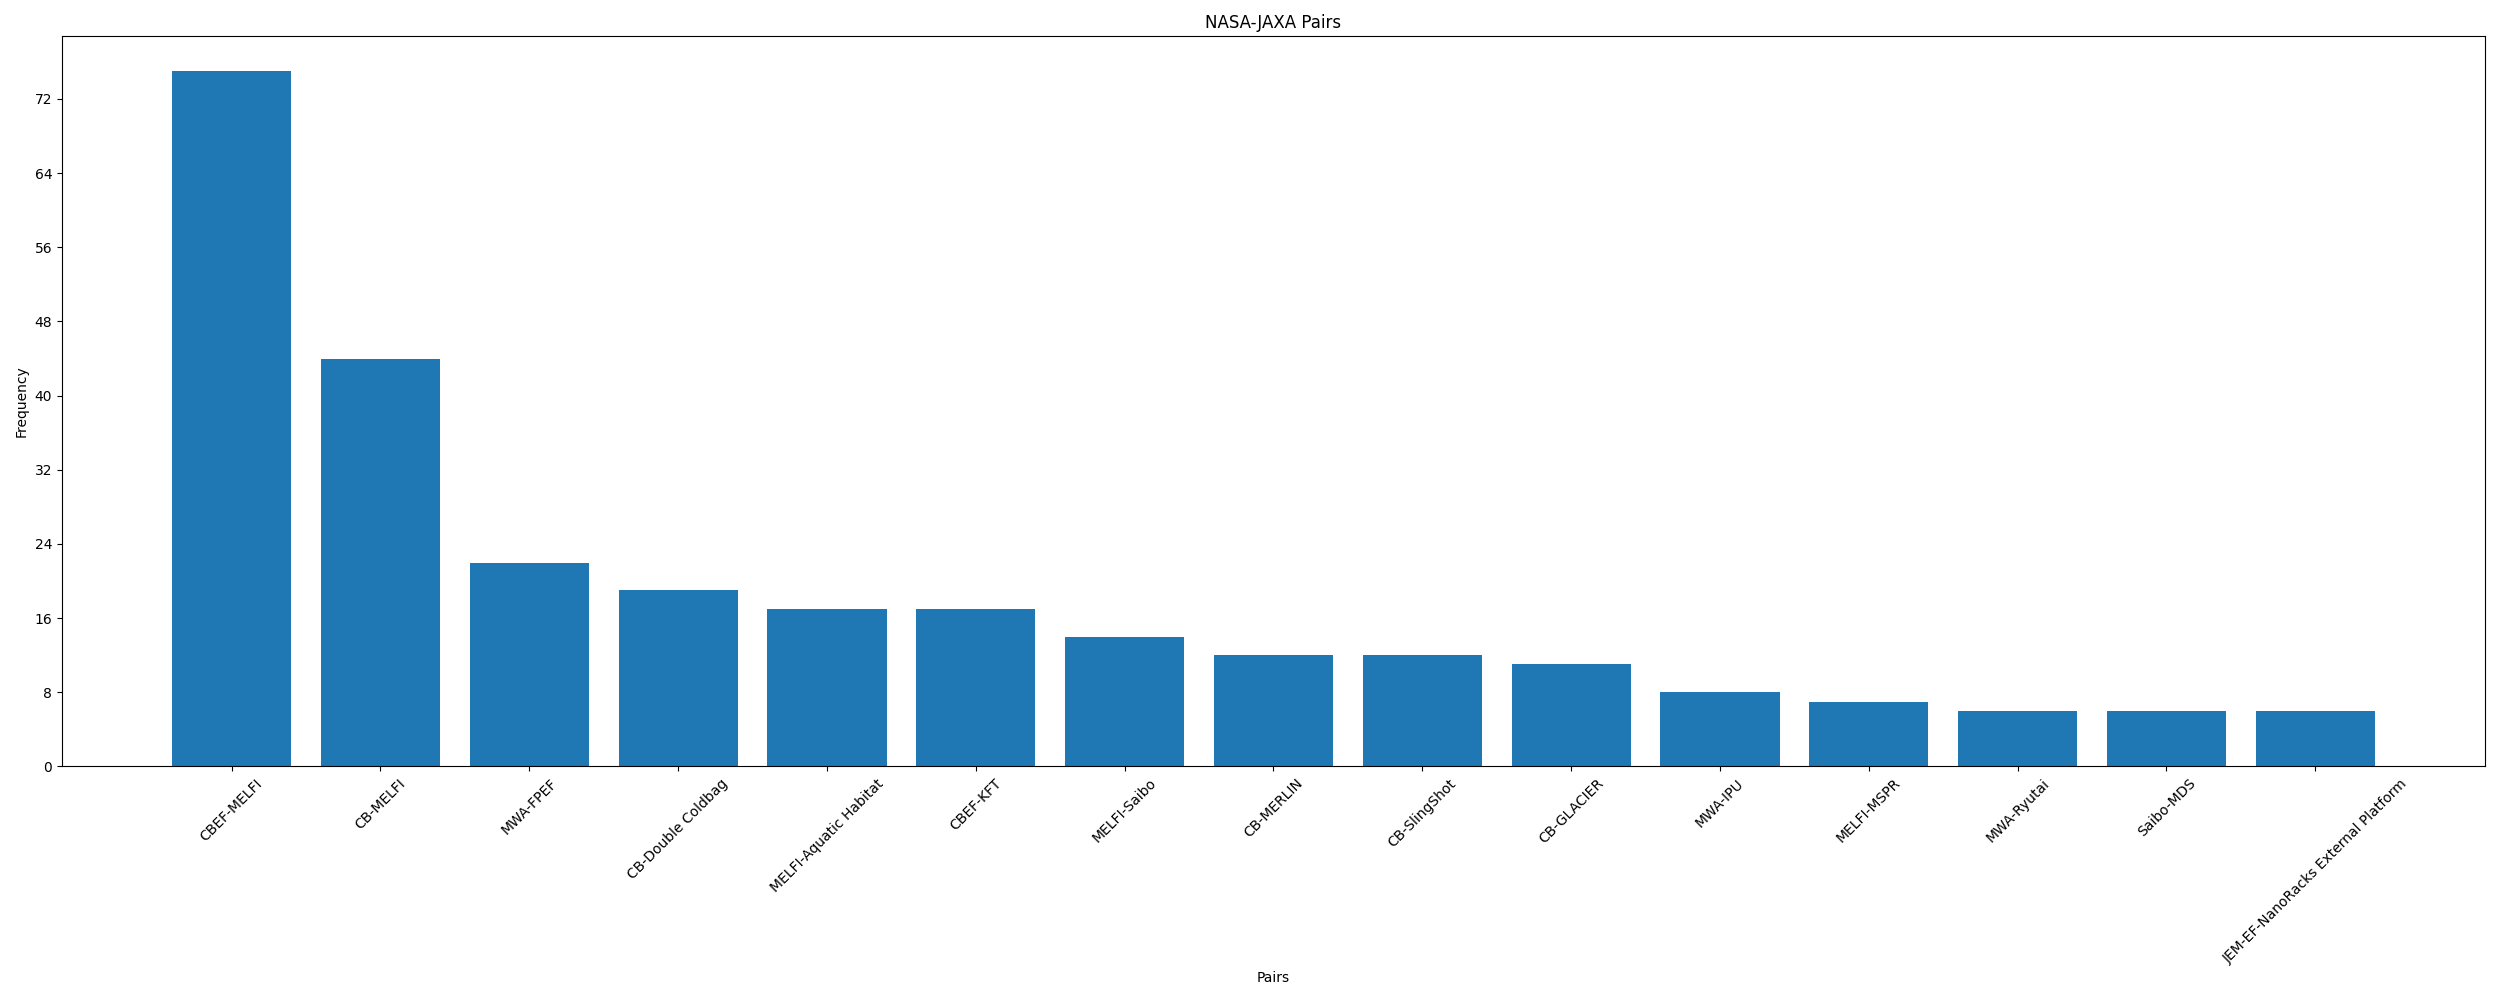 NASA-JAXA Pairs
Frequency
72
64
56
48
40
32
24
16
8
0
CBEF-MELFI
CB-MELFI
MWA-FPEF
CB-Double Coldbag
MELFI-Aquatic Habitat
CBEF-KFT
MELFI-Saibo
CB-MERLIN
CB-SlingShot
CB-GLACIER
MWA-IPU
MELFI-MSPR
MWA-Ryutai
Saibo-MDS
JEM-EF-NanoRacks External Platform
Pairs